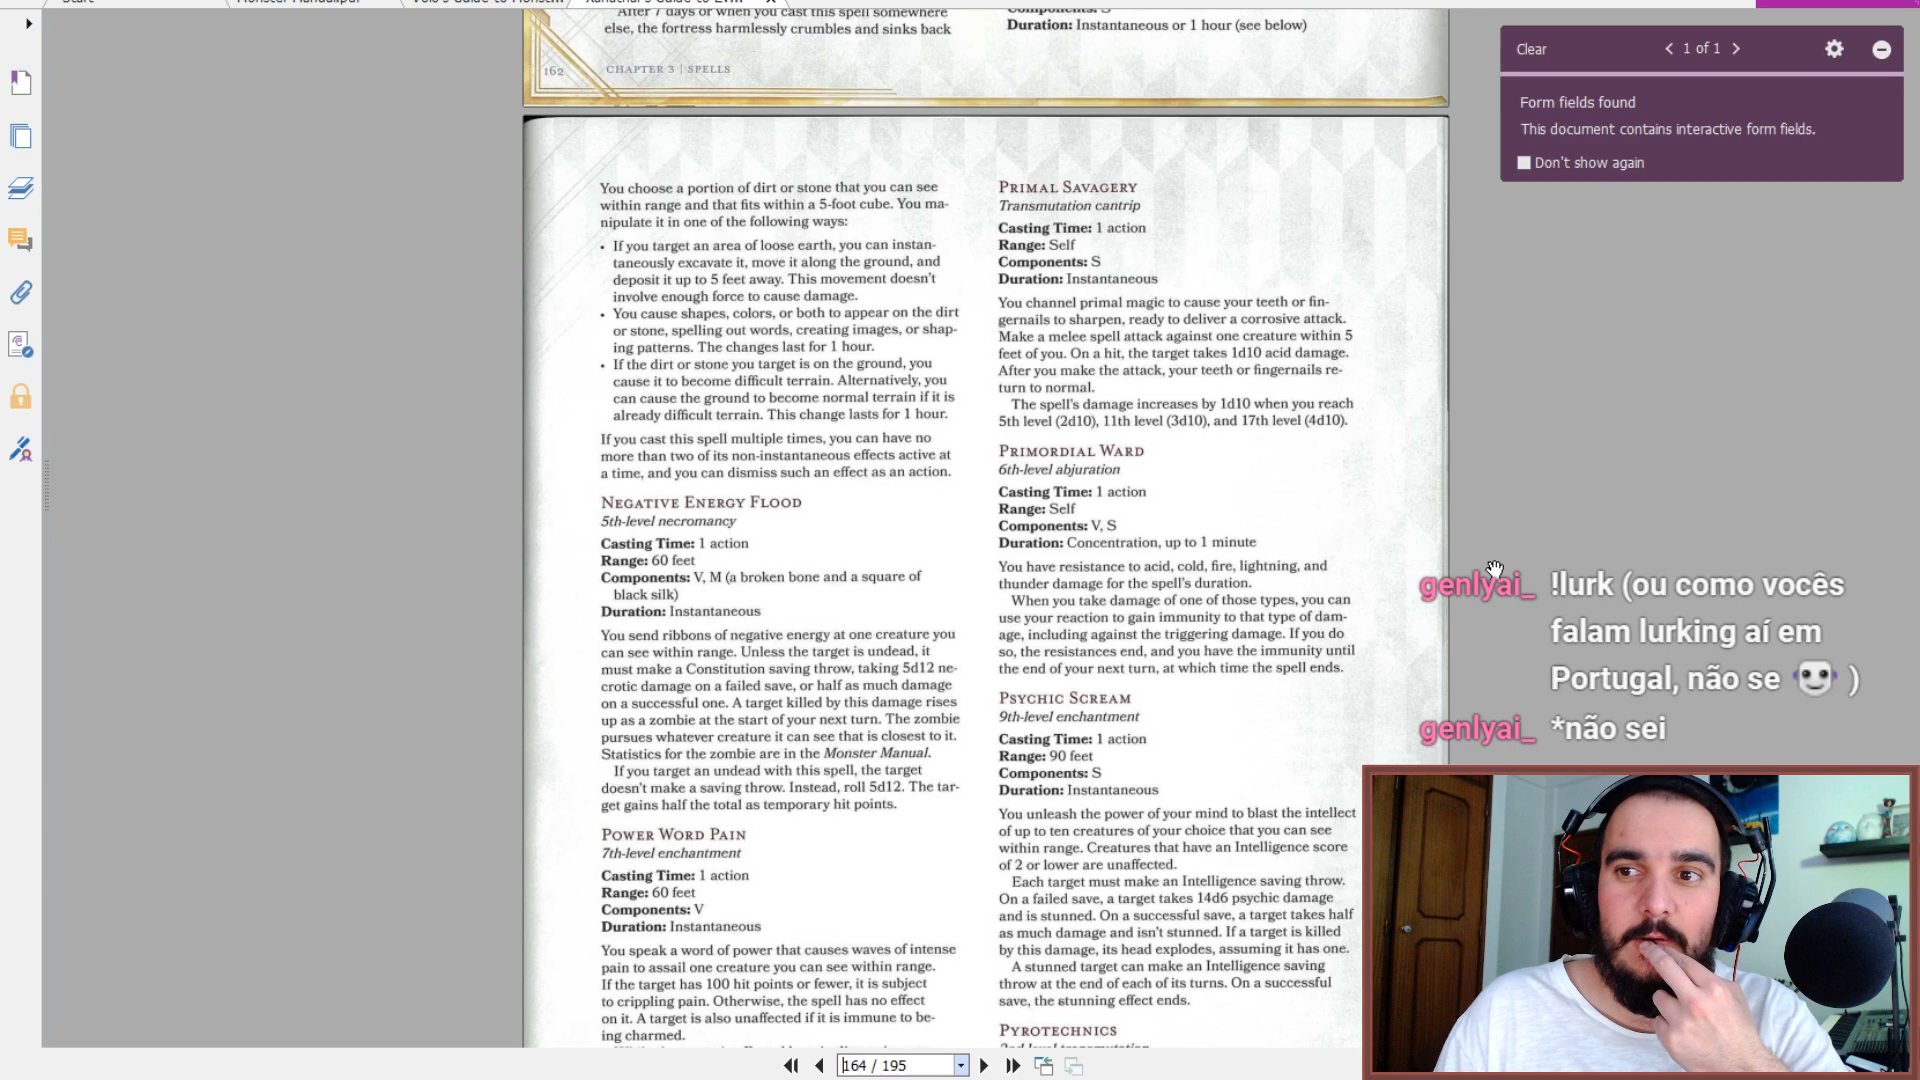 Start
Monster Manual.pdf
Volo's Guide to Monst...
Xanathar's Guide to Ev...
After 7 days or when you cast this spell somewhere
else, the fortress harmlessly crumbles and sinks back
162
CHAPTER 3 | SPELLS
Components: S
Duration: Instantaneous or 1 hour (see below)
You choose a portion of dirt or stone that you can see
within range and that fits within a 5-foot cube. You ma-
nipulate it in one of the following ways:
• If you target an area of loose earth, you can instan-
taneously excavate it, move it along the ground, and
deposit it up to 5 feet away. This movement doesn't
involve enough force to cause damage.
• You cause shapes, colors, or both to appear on the dirt
or stone, spelling out words, creating images, or shap-
ing patterns. The changes last for 1 hour.
• If the dirt or stone you target is on the ground, you
cause it to become difficult terrain. Alternatively, you
can cause the ground to become normal terrain if it is
already difficult terrain. This change lasts for 1 hour.
If you cast this spell multiple times, you can have no
more than two of its non-instantaneous effects active at
a time, and you can dismiss such an effect as an action.
NEGATIVE ENERGY FLOOD
5th-level necromancy
Casting Time: 1 action
Range: 60 feet
Components: V, M (a broken bone and a square of
black silk)
Duration: Instantaneous
You send ribbons of negative energy at one creature you
can see within range. Unless the target is undead, it
must make a Constitution saving throw, taking 5d12 ne-
crotic damage on a failed save, or half as much damage
on a successful one. A target killed by this damage rises
up as a zombie at the start of your next turn. The zombie
pursues whatever creature it can see that is closest to it.
Statistics for the zombie are in the Monster Manual.
If you target an undead with this spell, the target
doesn't make a saving throw. Instead, roll 5d12. The tar-
get gains half the total as temporary hit points.
POWER WORD PAIN
7th-level enchantment
Casting Time: 1 action
Range: 60 feet
Components: V
Duration: Instantaneous
You speak a word of power that causes waves of intense
pain to assail one creature you can see within range.
If the target has 100 hit points or fewer, it is subject
to crippling pain. Otherwise, the spell has no effect
on it. A target is also unaffected if it is immune to be-
ing charmed.
PRIMAL SAVAGERY
Transmutation cantrip
Casting Time: 1 action
Range: Self
Components: S
Duration: Instantaneous
You channel primal magic to cause your teeth or fin-
gernails to sharpen, ready to deliver a corrosive attack.
Make a melee spell attack against one creature within 5
feet of you. On a hit, the target takes 1d10 acid damage.
After you make the attack, your teeth or fingernails re-
turn to normal.
The spell's damage increases by 1d10 when you reach
5th level (2d10), 11th level (3d10), and 17th level (4d10).
PRIMORDIAL WARD
6th-level abjuration
Casting Time: 1 action
Range: Self
Components: V, S
Duration: Concentration, up to 1 minute
You have resistance to acid, cold, fire, lightning, and
thunder damage for the spell's duration.
When you take damage of one of those types, you can
use your reaction to gain immunity to that type of dam-
age, including against the triggering damage. If you do
so, the resistances end, and you have the immunity until
the end of your next turn, at which time the spell ends.
PSYCHIC SCREAM
9th-level enchantment
Casting Time: 1 action
Range: 90 feet
Components: S
Duration: Instantaneous
You unleash the power of your mind to blast the intellect
of up to ten creatures of your choice that you can see
within range. Creatures that have an Intelligence score
of 2 or lower are unaffected.
Each target must make an Intelligence saving throw.
On a failed save, a target takes 14d6 psychic damage
and is stunned. On a successful save, a target takes half
as much damage and isn't stunned. If a target is killed
by this damage, its head explodes, assuming it has one.
A stunned target can make an Intelligence saving
throw at the end of each of its turns. On a successful
save, the stunning effect ends.
PYROTECHNICS
2nd-level transmutation
164 / 195
Clear
1 of 1
Form fields found
This document contains interactive form fields.
Don't show again
genlyai_ !lurk (ou como vocês
falam lurking aí em
Portugal, não se )
genlyai_ *não sei